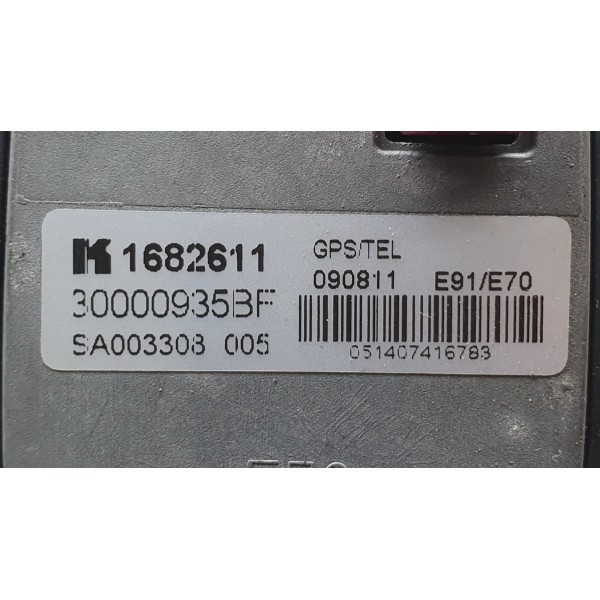 K 1682611
30000935BF
SA003308 005
GPS/TEL
090811 E91/E70
051407416783